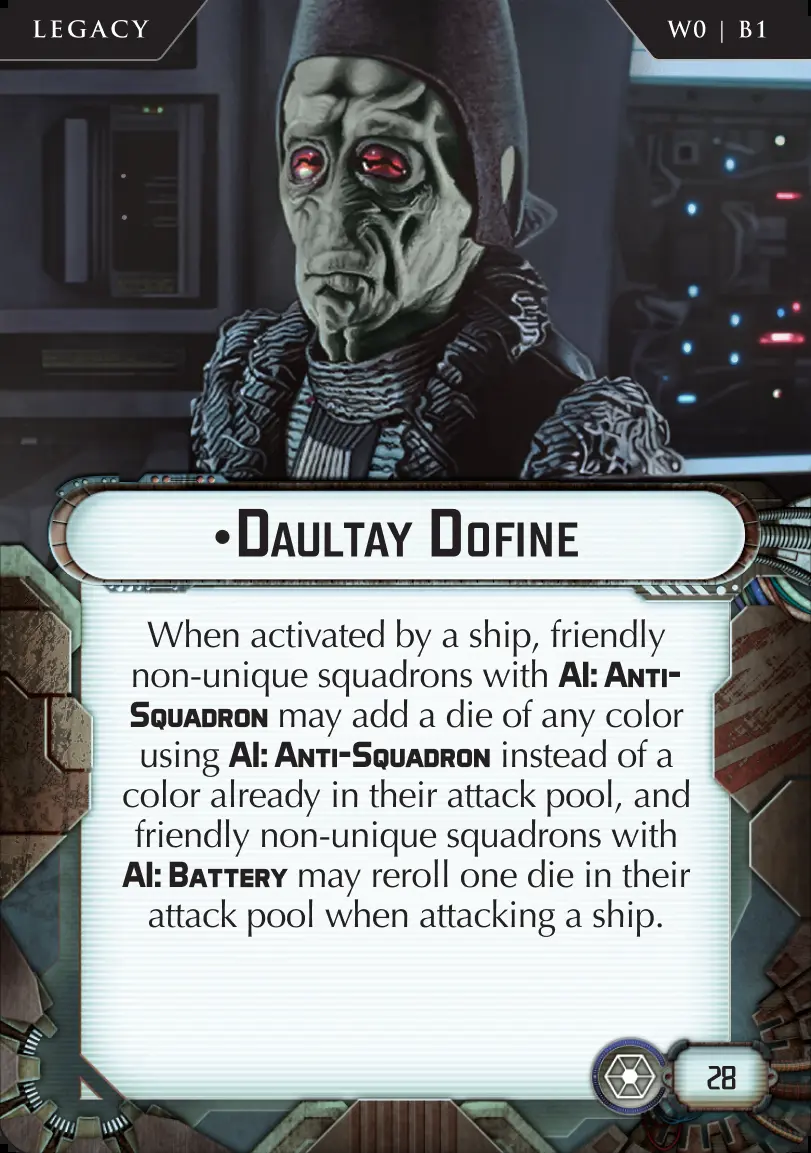 LEGACY
W0 | B1
•DAULTAY DOFINE
When activated by a ship, friendly
non-unique squadrons with AI: ANTI-
SQUADRON may add a die of any color
using AI: ANTI-SQUADRON instead of a
color already in their attack pool, and
friendly non-unique squadrons with
AI: BATTERY may reroll one die in their
attack pool when attacking a ship.
28